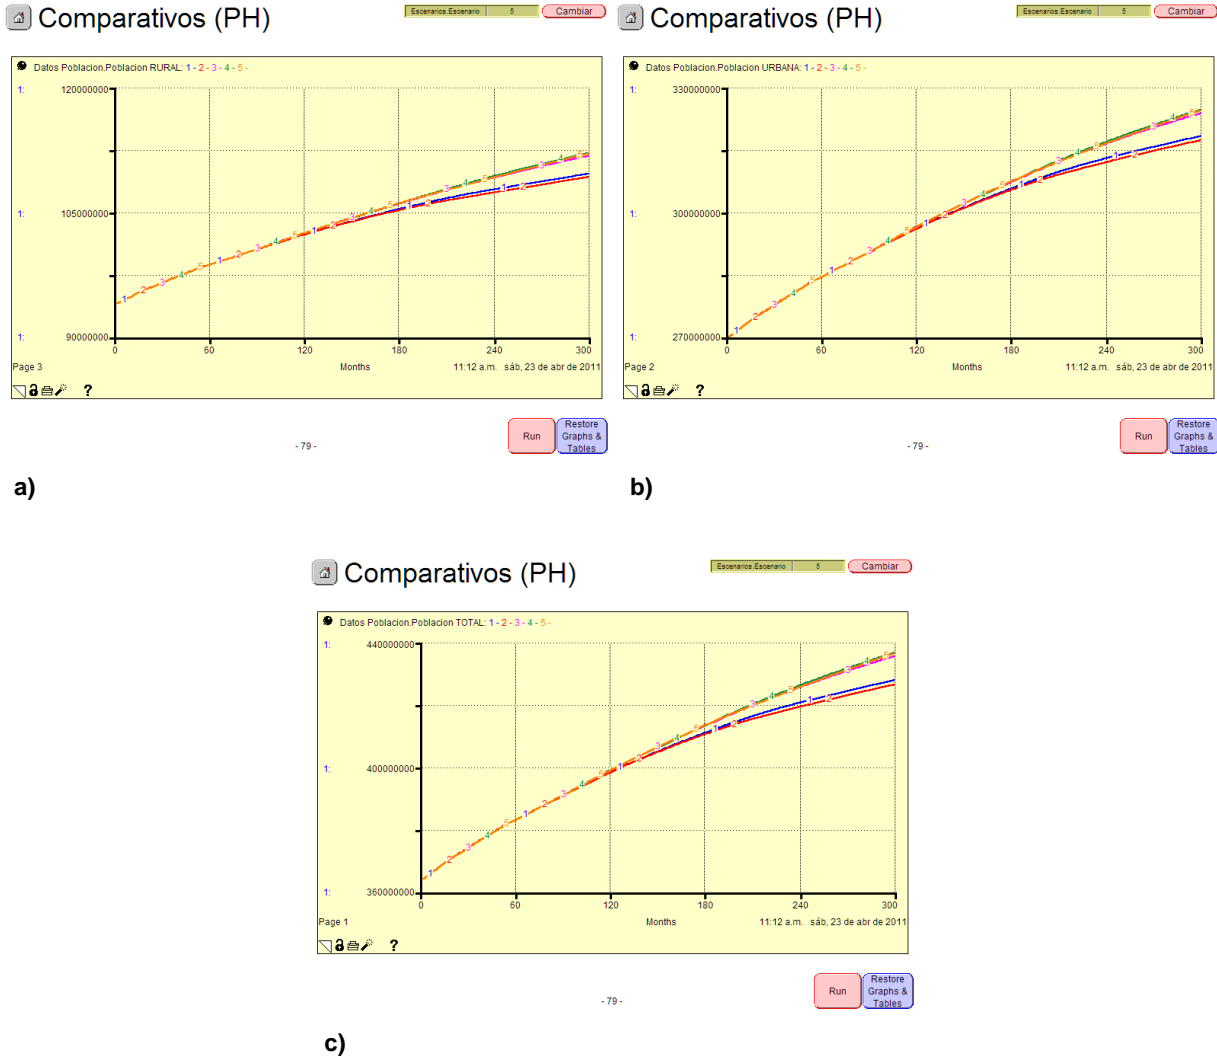 Comparativos (PH)
Escenarios.Escenario 5 Cambiar
Datos Poblacion.Poblacion RURAL: 1 - 2 - 3 - 4 - 5 -
1: 120000000
1: 105000000
1: 90000000
0 60 120 180 240 300
Page 3 Months 11:12 a.m. sáb, 23 de abr de 2011
?
- 79 -
Run
Restore
Graphs &
Tables
a)
Comparativos (PH)
Escenarios.Escenario 5 Cambiar
Datos Poblacion.Poblacion URBANA: 1 - 2 - 3 - 4 - 5 -
1: 330000000
1: 300000000
1: 270000000
0 60 120 180 240 300
Page 2 Months 11:12 a.m. sáb, 23 de abr de 2011
?
- 79 -
Run
Restore
Graphs &
Tables
b)
Comparativos (PH)
Escenarios.Escenario 5 Cambiar
Datos Poblacion.Poblacion TOTAL: 1 - 2 - 3 - 4 - 5 -
1: 440000000
1: 400000000
1: 360000000
0 60 120 180 240 300
Page 1 Months 11:12 a.m. sáb, 23 de abr de 2011
?
- 79 -
Run
Restore
Graphs &
Tables
c)